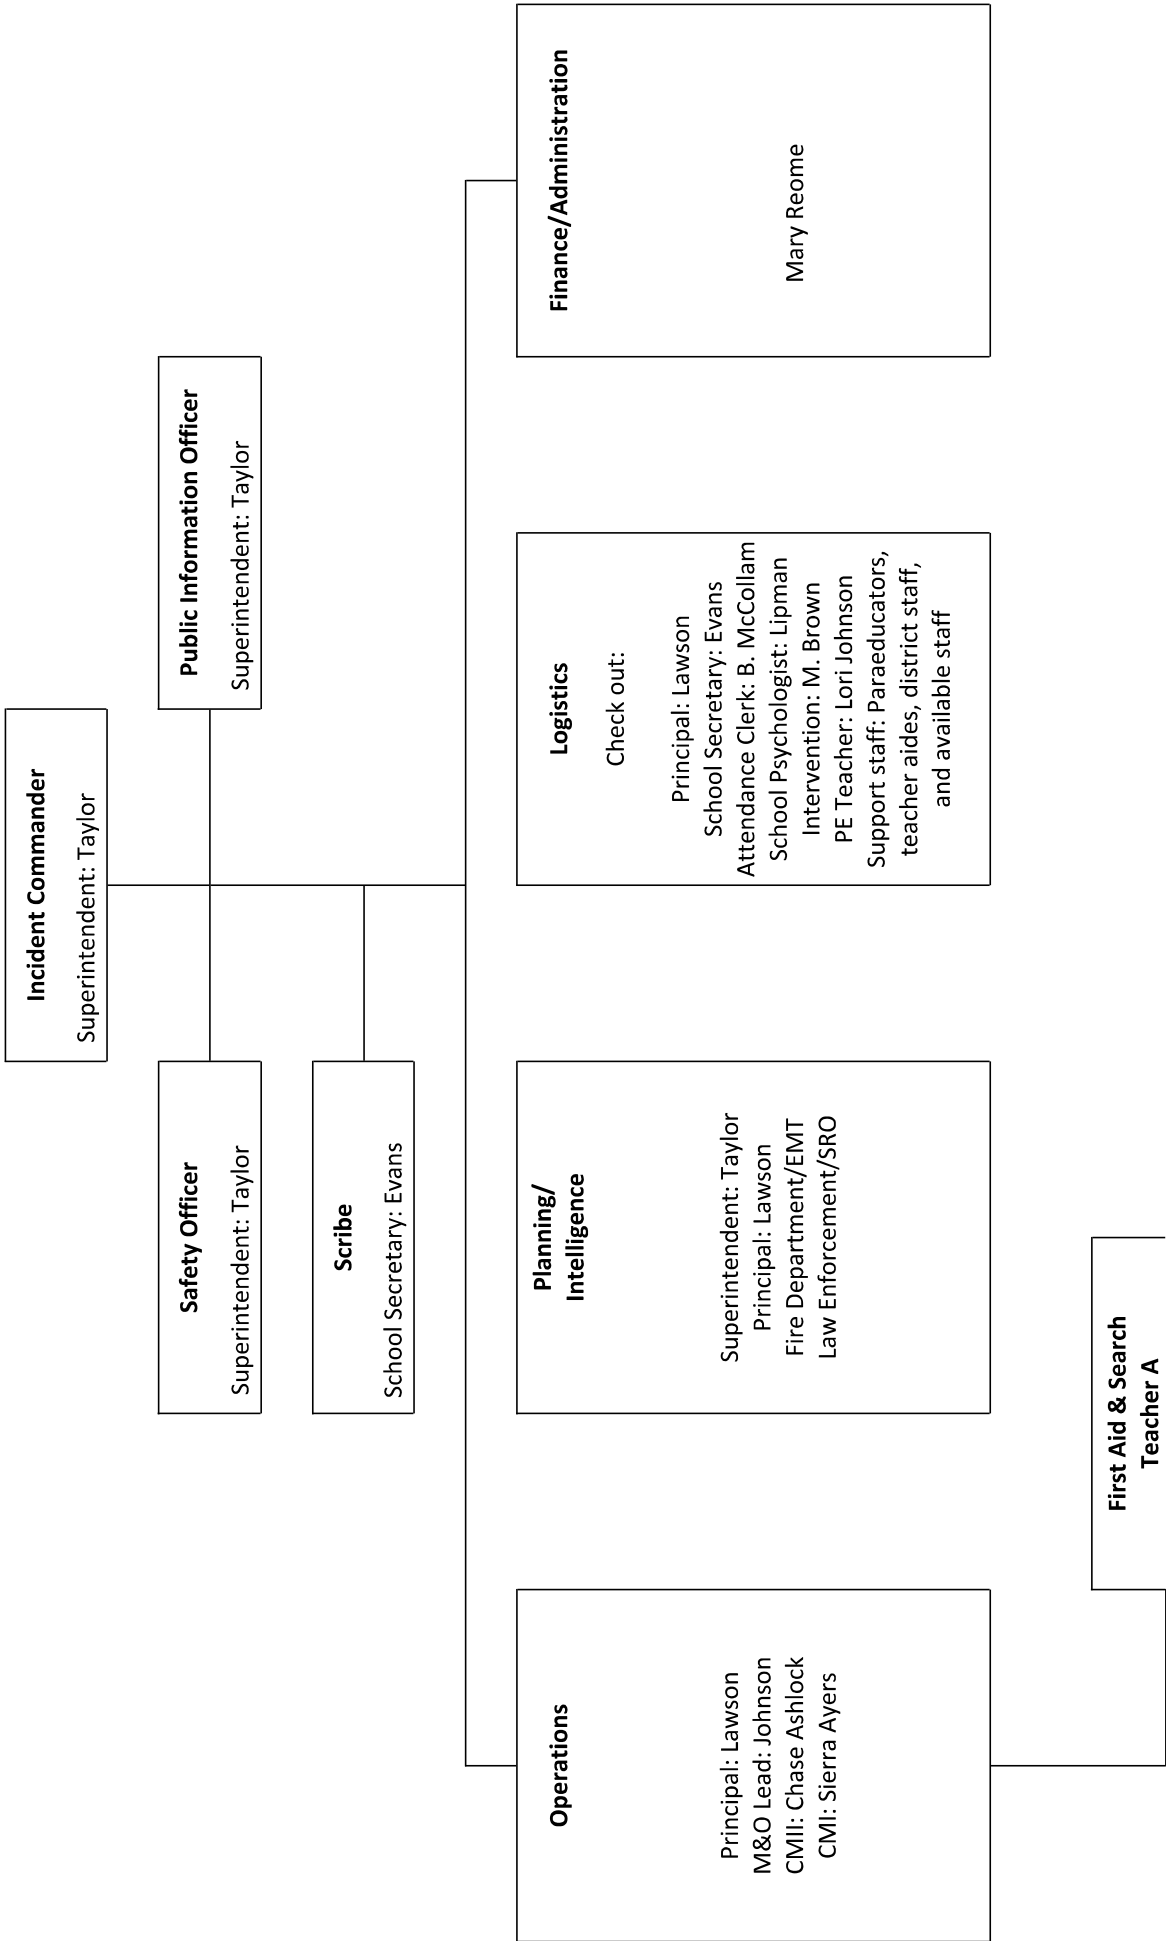 Incident Commander
Superintendent: Taylor
Safety Officer
Superintendent: Taylor
Public Information Officer
Superintendent: Taylor
Scribe
School Secretary: Evans
Operations
Principal: Lawson
M&O Lead: Johnson
CMII: Chase Ashlock
CMI: Sierra Ayers
Planning/
Intelligence
Superintendent: Taylor
Principal: Lawson
Fire Department/EMT
Law Enforcement/SRO
Logistics
Check out:
Principal: Lawson
School Secretary: Evans
Attendance Clerk: B. McCollam
School Psychologist: Lipman
Intervention: M. Brown
PE Teacher: Lori Johnson
Support staff: Paraeducators,
teacher aides, district staff,
and available staff
Finance/Administration
Mary Reome
First Aid & Search
Teacher A